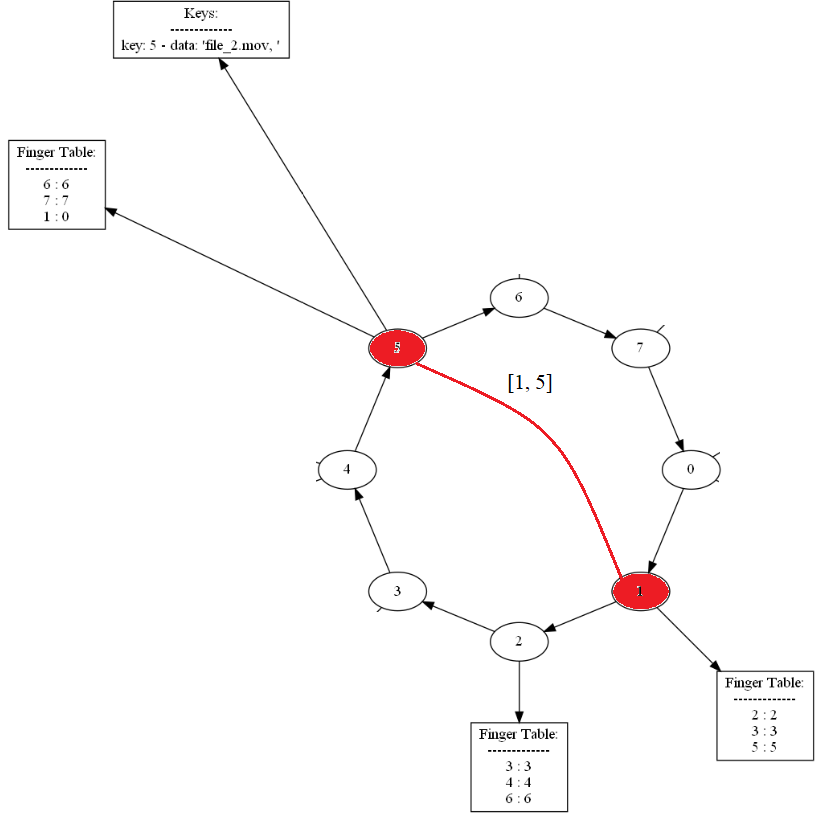 Keys:
-------------
key: 5 - data: 'file_2.mov, '
Finger Table:
-------------
6 : 6
7 : 7
1 : 0
6
5
7
[1, 5]
4
0
3
1
2
Finger Table:
-------------
2 : 2
3 : 3
5 : 5
Finger Table:
-------------
3 : 3
4 : 4
6 : 6